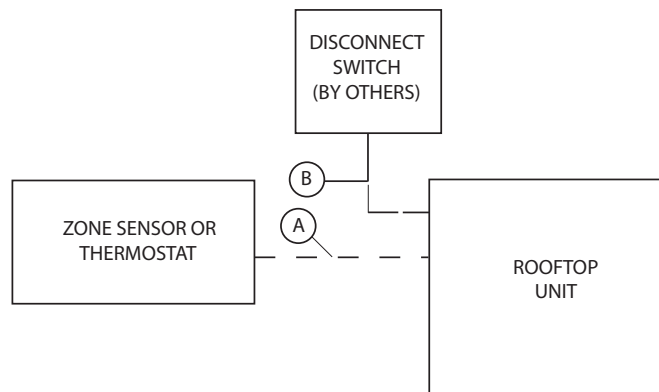 DISCONNECT
SWITCH
(BY OTHERS)
B
ZONE SENSOR OR
THERMOSTAT
A
ROOFTOP
UNIT